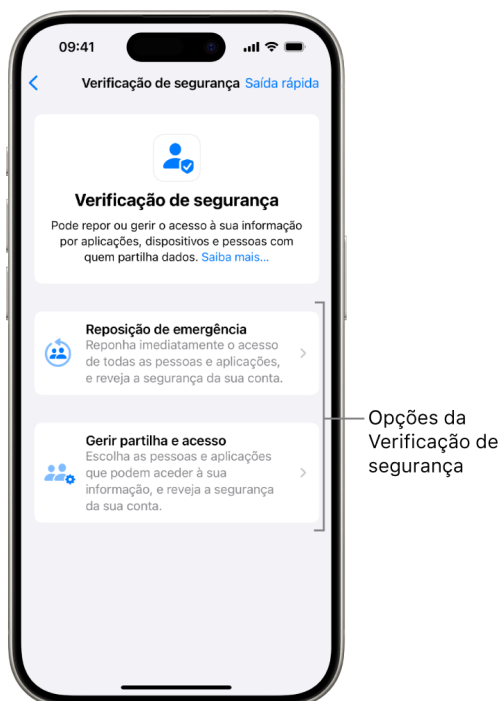 09:41
Verificação de segurança Saída rápida
Verificação de segurança
Pode repor ou gerir o acesso à sua informação
por aplicações, dispositivos e pessoas com
quem partilha dados. Saiba mais...
Reposição de emergência
Reponha imediatamente o acesso
de todas as pessoas e aplicações,
e reveja a segurança da sua conta.
Gerir partilha e acesso
Escolha as pessoas e aplicações
que podem aceder à sua
informação, e reveja a segurança
da sua conta.
Opções da
Verificação de
segurança